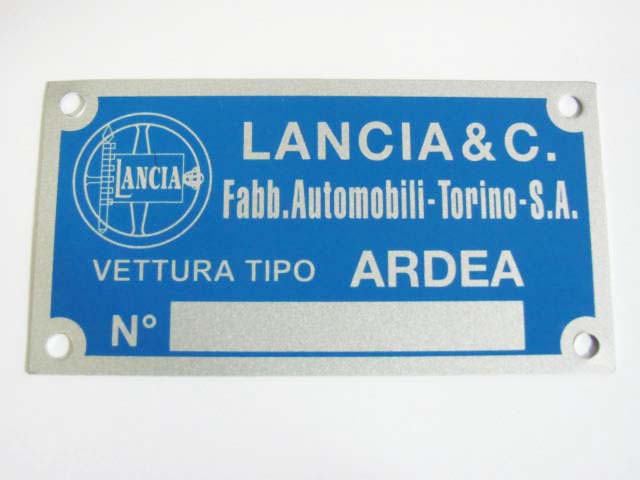 LANCIA
LANCIA & C.
Fabb. Automobili - Torino - S.A.
VETTURA TIPO ARDEA
N°